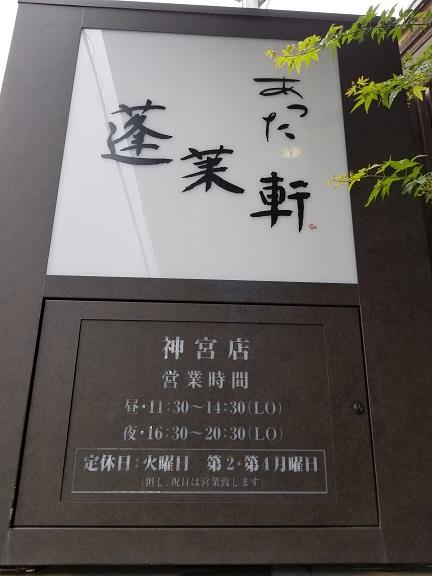 あつた
蓬莱軒
神宮店
営業時間
昼・11:30～14:30(LO)
夜・16:30～20:30(LO)
定休日：火曜日　第2・第4月曜日
(但し、祝日は営業致します)